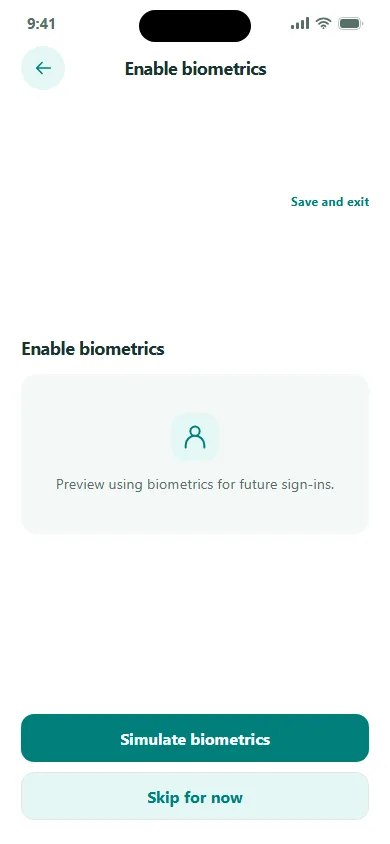 9:41
Enable biometrics
Save and exit
Enable biometrics
Preview using biometrics for future sign-ins.
Simulate biometrics
Skip for now